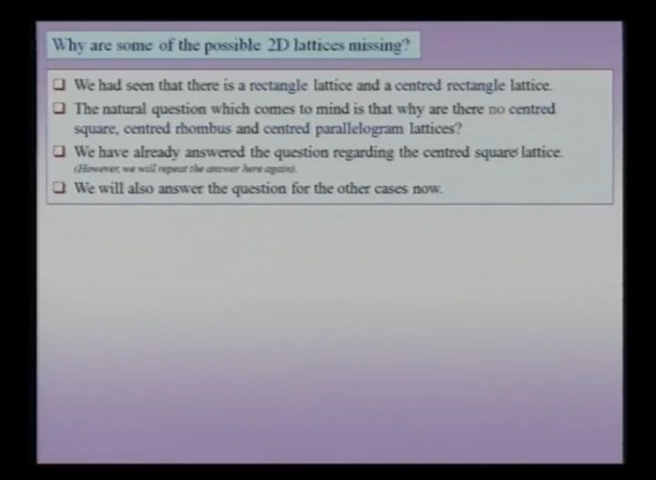 Why are some of the possible 2D lattices missing?
We had seen that there is a rectangle lattice and a centred rectangle lattice.
The natural question which comes to mind is that why are there no centred
square, centred rhombus and centred parallelogram lattices?
We have already answered the question regarding the centred square lattice.
(However, we will repeat the answer here again).
We will also answer the question for the other cases now.